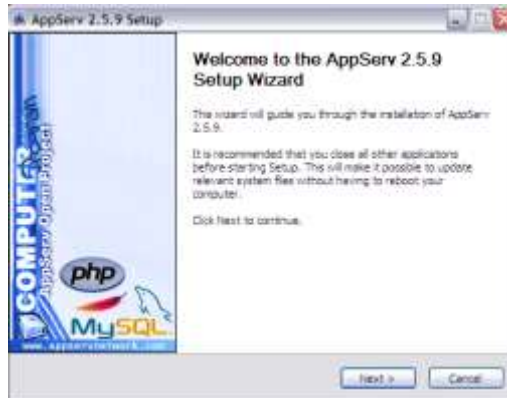 AppServ 2.5.9 Setup
Welcome to the AppServ 2.5.9
Setup Wizard
This wizard will guide you through the installation of AppServ
2.5.9.
It is recommended that you close all other applications
before starting Setup. This will make it possible to update
relevant system files without having to reboot your
computer.
Click Next to continue.
COMPUTER
AppServ Open Project
php
MySQL
www.appservnetwork.com
Next >
Cancel